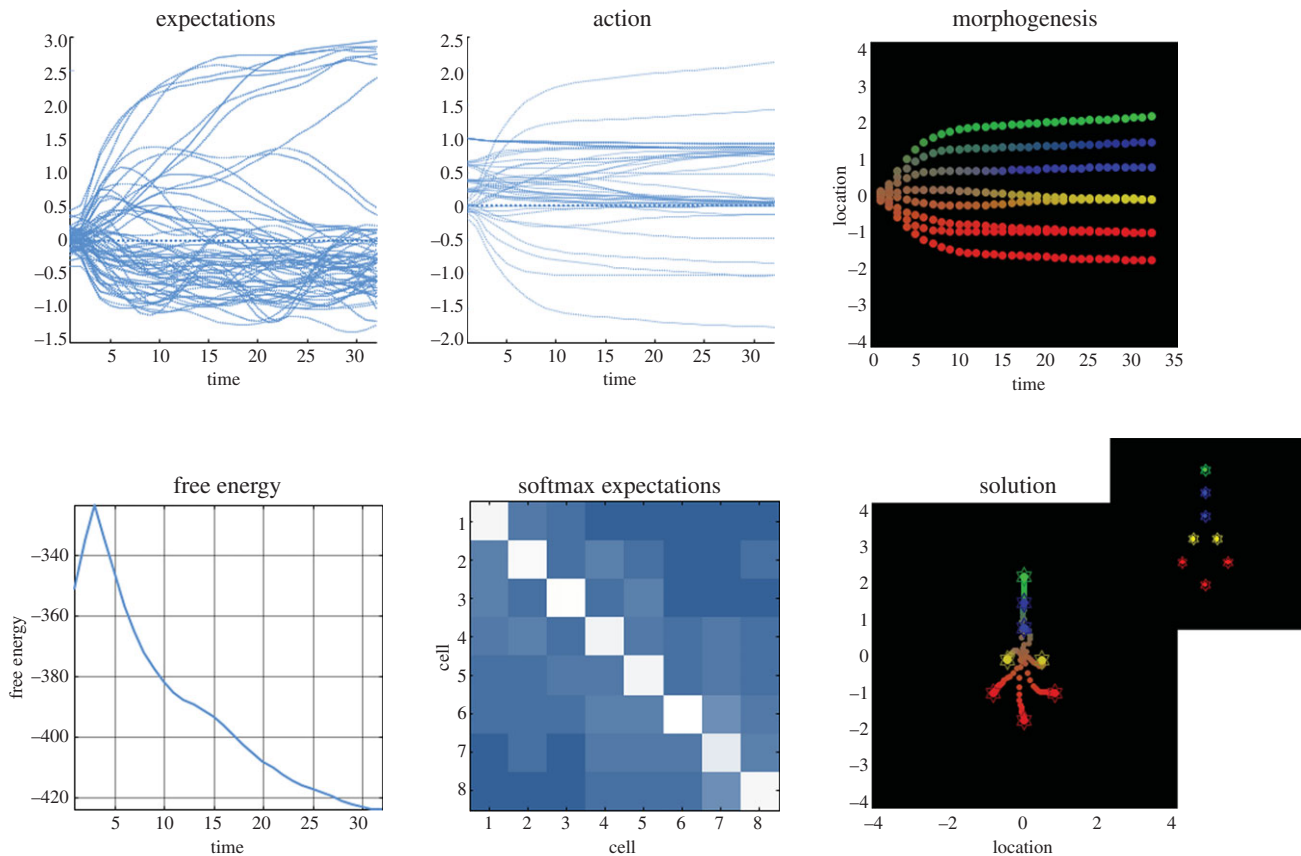 expectations
3.0
2.5
2.0
1.5
1.0
0.5
0
–0.5
–1.0
–1.5
5 10 15 20 25 30
time
action
2.5
2.0
1.5
1.0
0.5
0
–0.5
–1.0
–1.5
–2.0
5 10 15 20 25 30
time
morphogenesis
location
4
3
2
1
0
–1
–2
–3
–4
0 5 10 15 20 25 30 35
time
free energy
free energy
–340
–360
–380
–400
–420
5 10 15 20 25 30
time
softmax expectations
cell
1
2
3
4
5
6
7
8
1 2 3 4 5 6 7 8
cell
solution
4
3
2
1
0
–1
–2
–3
–4
–4 0 4
location